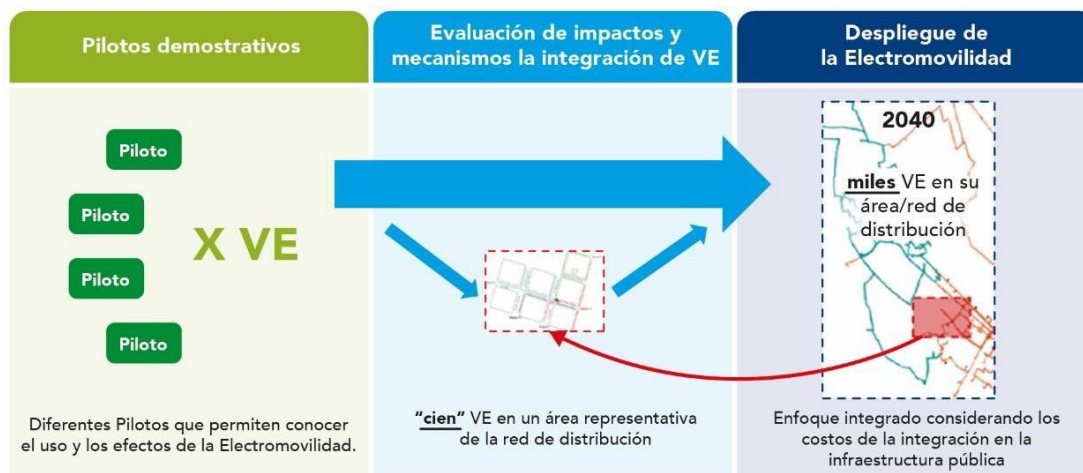 Pilotos demostrativos
Piloto
Piloto
Piloto
Piloto
X VE
Diferentes Pilotos que permiten conocer
el uso y los efectos de la Electromovilidad.
Evaluación de impactos y
mecanismos la integración de VE
"cien" VE en un área representativa
de la red de distribución
Despliegue de
la Electromovilidad
2040
miles VE en su
área/red de
distribución
Enfoque integrado considerando los
costos de la integración en la
infraestructura pública